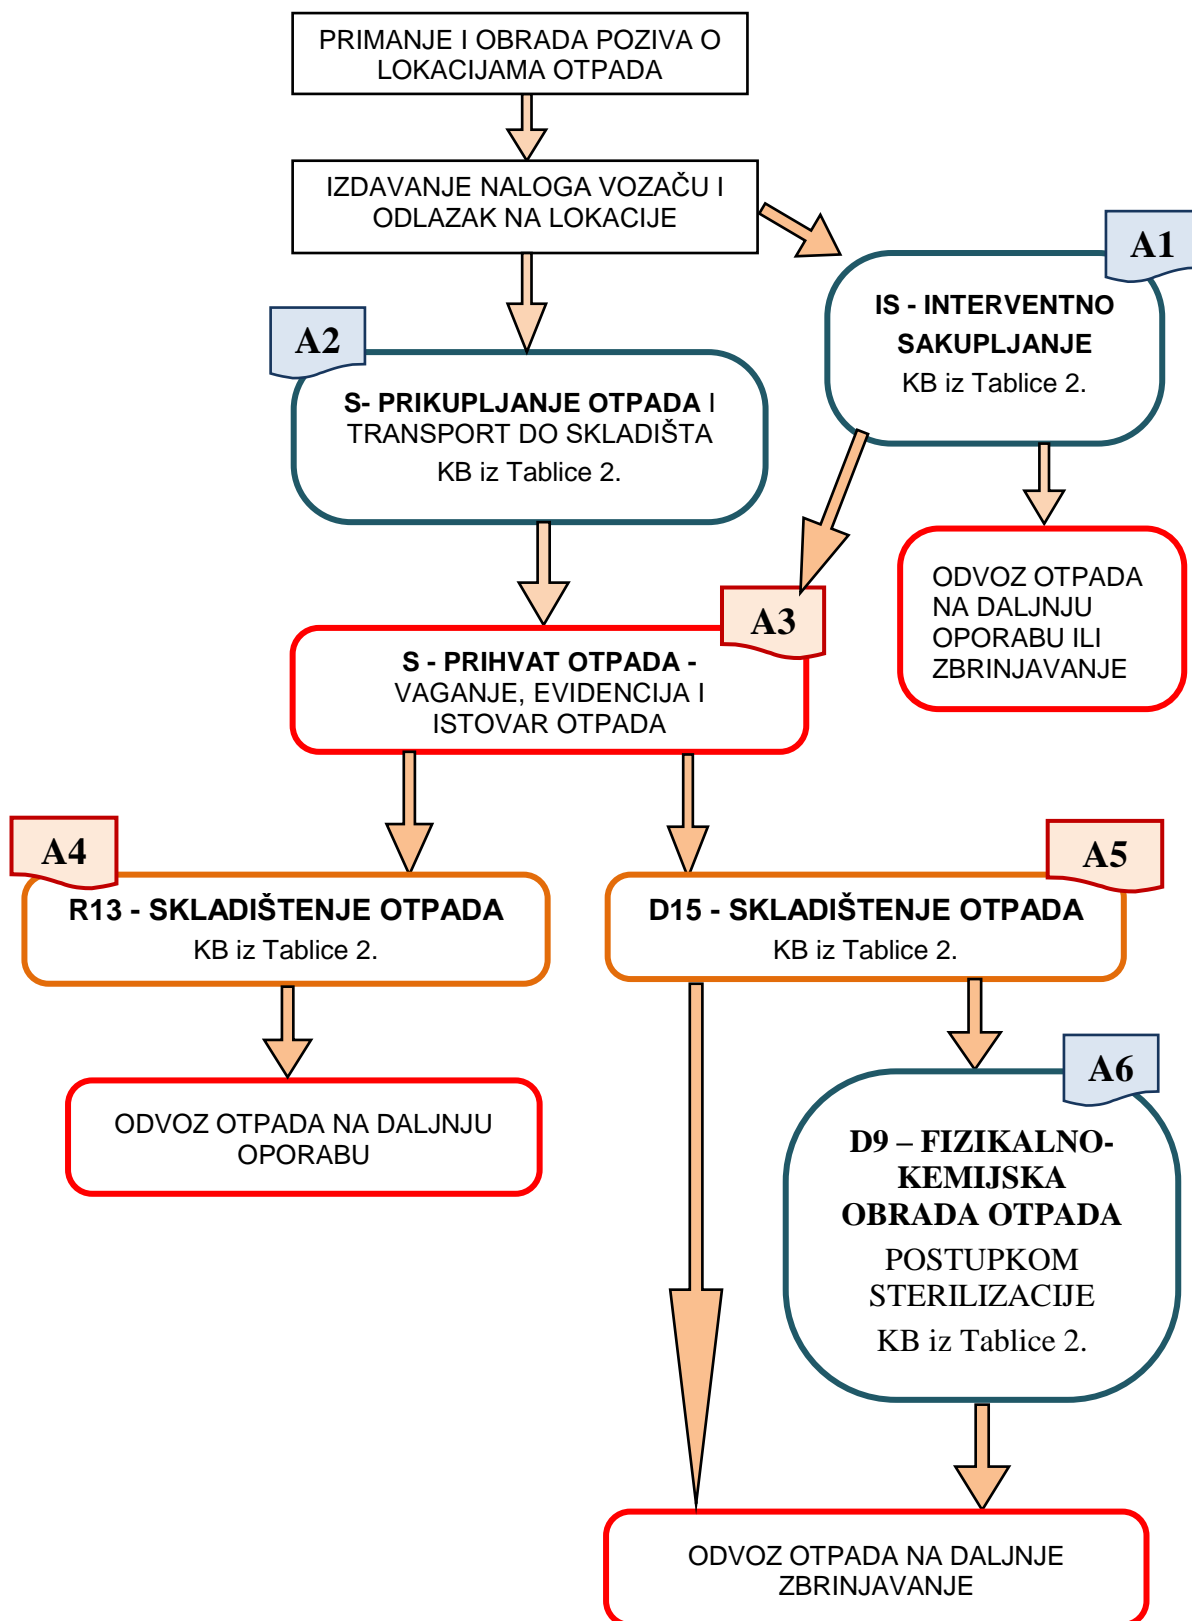 PRIMANJE I OBRADA POZIVA O
LOKACIJAMA OTPADA
IZDAVANJE NALOGA VOZAČU I
ODLAZAK NA LOKACIJE
A1
IS - INTERVENTNO
SAKUPLJANJE
KB iz Tablice 2.
A2
S- PRIKUPLJANJE OTPADA I
TRANSPORT DO SKLADIŠTA
KB iz Tablice 2.
ODVOZ OTPADA
NA DALJNJU
OPORABU ILI
ZBRINJAVANJE
A3
S - PRIHVAT OTPADA -
VAGANJE, EVIDENCIJA I
ISTOVAR OTPADA
A4
R13 - SKLADIŠTENJE OTPADA
KB iz Tablice 2.
A5
D15 - SKLADIŠTENJE OTPADA
KB iz Tablice 2.
ODVOZ OTPADA NA DALJNJU
OPORABU
A6
D9 – FIZIKALNO-
KEMIJSKA
OBRADA OTPADA
POSTUPKOM
STERILIZACIJE
KB iz Tablice 2.
ODVOZ OTPADA NA DALJNJE
ZBRINJAVANJE